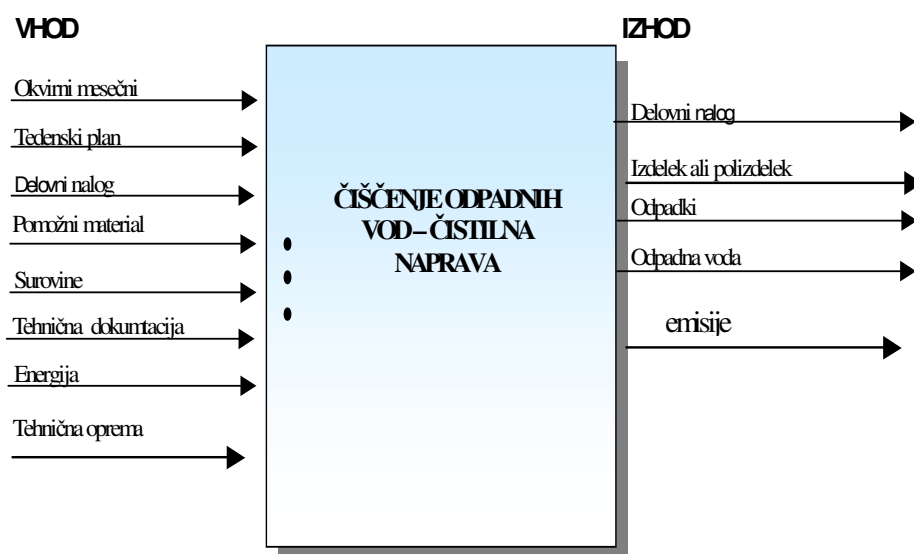 VHOD
Okvirni mesečni
Tedenski plan
Delovni nalog
Pomožni material
Surovine
Tehnična dokumtacija
Energija
Tehnična oprema
ČIŠČENJE ODPADNIH
VOD – ČISTILNA
NAPRAVA
IZHOD
Delovni nalog
Izdelek ali polizdelek
Odpadki
Odpadna voda
emisije